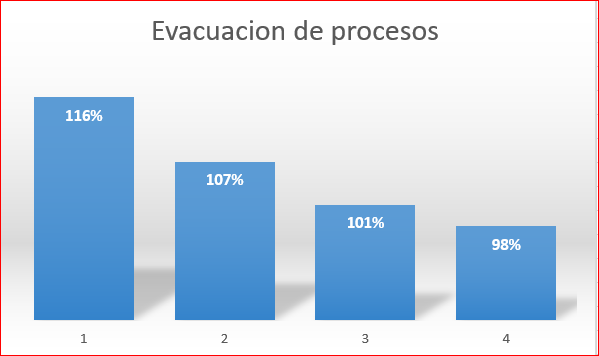 Evacuacion de procesos
116%
107%
101%
98%
1 2 3 4